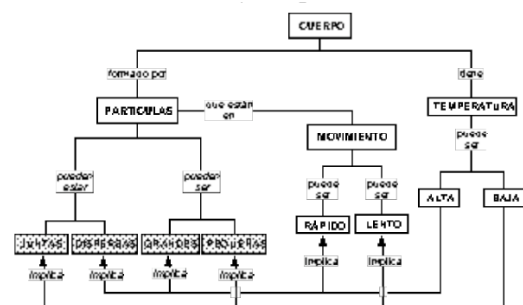 CUERPO
formado por
tiene
PARTICULAS
que están
en
TEMPERATURA
MOVIMIENTO
puede
ser
pueden
estar
pueden
ser
puede
ser
puede
ser
ALTA
BAJA
RÁPIDO
LENTO
JUNTAS
DISPERSAS
GRANDES
PEQUEÑAS
Implica
Implica
Implica
Implica
Implica
Implica